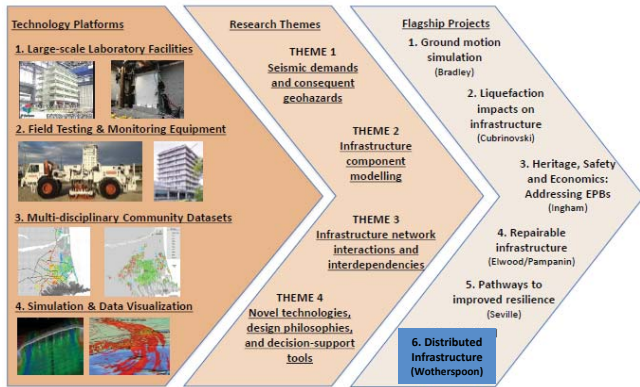 Technology Platforms
1. Large-scale Laboratory Facilities
2. Field Testing & Monitoring Equipment
3. Multi-disciplinary Community Datasets
4. Simulation & Data Visualization
Research Themes
THEME 1
Seismic demands
and consequent
geohazards
THEME 2
Infrastructure
component
modelling
THEME 3
Infrastructure network
interactions and
interdependencies
THEME 4
Novel technologies,
design philosophies,
and decision-support
tools
Flagship Projects
1. Ground motion
simulation
(Bradley)
2. Liquefaction
impacts on
infrastructure
(Cubrinovski)
3. Heritage, Safety
and Economics:
Addressing EPBs
(Ingham)
4. Repairable
infrastructure
(Elwood/Pampanin)
5. Pathways to
improved resilience
(Seville)
6. Distributed
Infrastructure
(Wotherspoon)